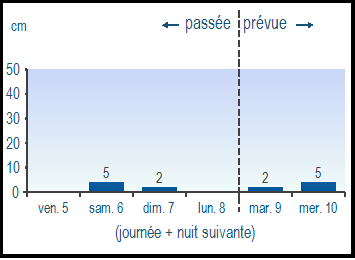 ← passée prévue →
cm
50
40
30
20
10
0
5 2 2 5
ven. 5 sam. 6 dim. 7 lun. 8 mar. 9 mer. 10
(journée + nuit suivante)